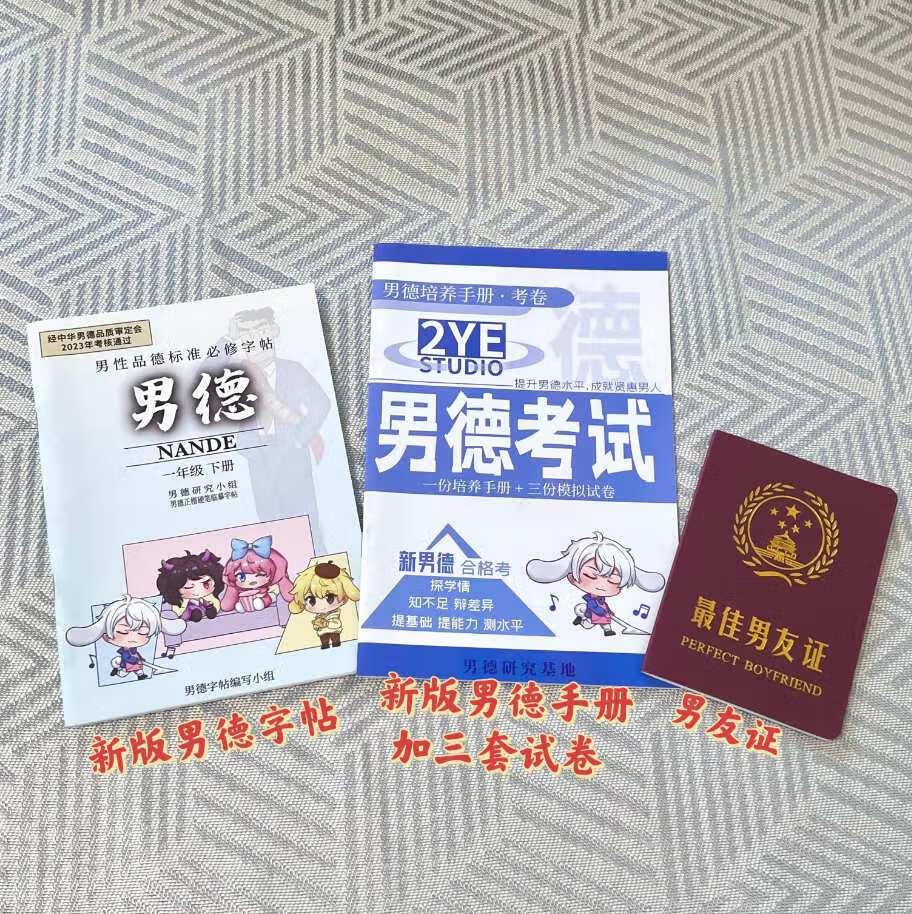 经中华男德品质审定会
2023年考核通过
男性品德标准必修字帖
男德
NANDE
一年级 下册
男德研究小组
男德正楷硬笔临摹字帖
男德字帖编写小组
男德培养手册·考卷
德
2YE
STUDIO
提升男德水平,成就贤惠男人
男德考试
一份培养手册+三份模拟试卷
新男德 合格考
探学情
知不足 辩差异
提基础 提能力 测水平
男德研究基地
最佳男友证
PERFECT BOYFRIEND
新版男德字帖
新版男德手册
加三套试卷
男友证